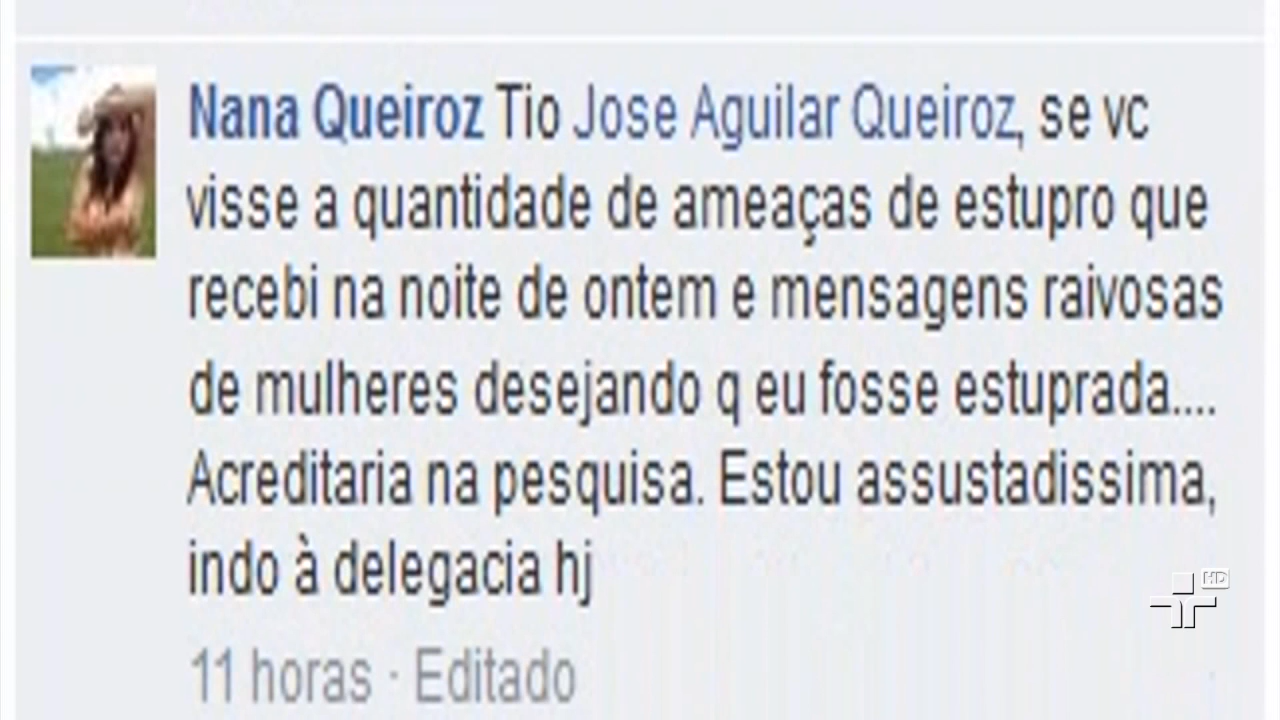 Nana Queiroz Tio Jose Aguilar Queiroz, se vc
visse a quantidade de ameaças de estupro que
recebi na noite de ontem e mensagens raivosas
de mulheres desejando q eu fosse estuprada....
Acreditaria na pesquisa. Estou assustadissima,
indo à delegacia hj
11 horas · Editado
HD